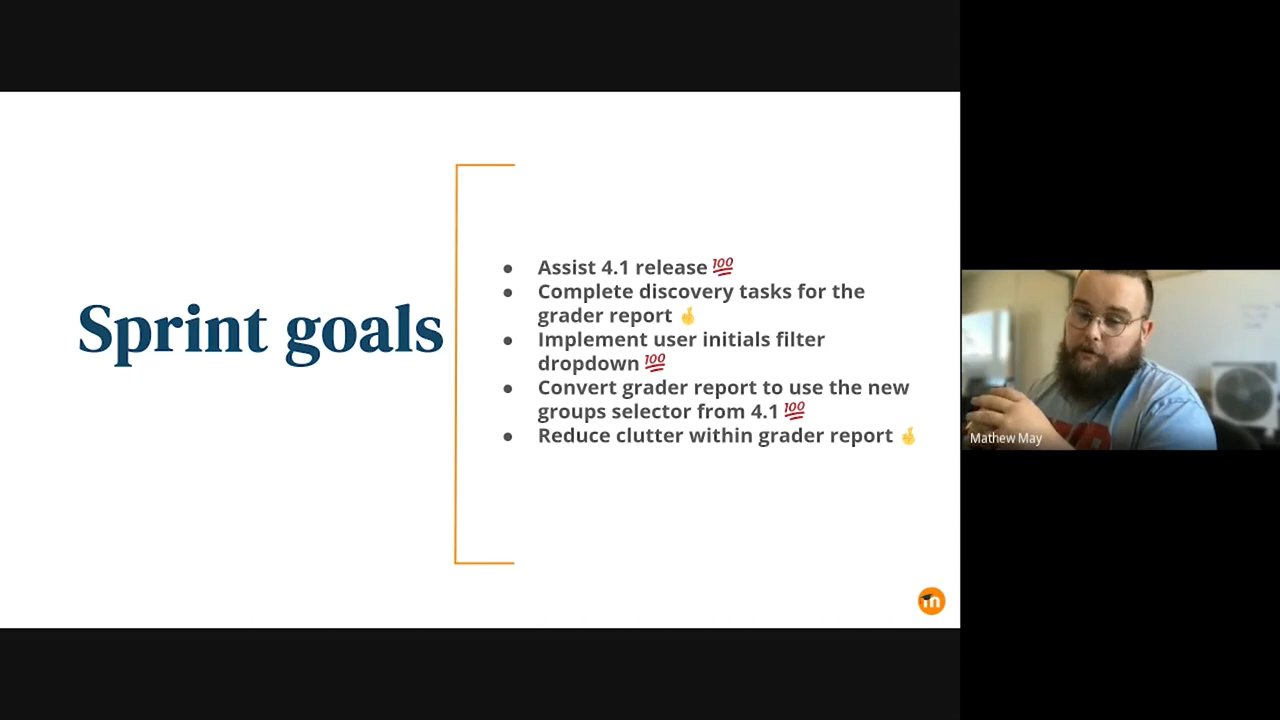 Sprint goals
● Assist 4.1 release 💯
● Complete discovery tasks for the
grader report 🤞
● Implement user initials filter
dropdown 💯
● Convert grader report to use the new
groups selector from 4.1 💯
● Reduce clutter within grader report 🤞
m
Mathew May